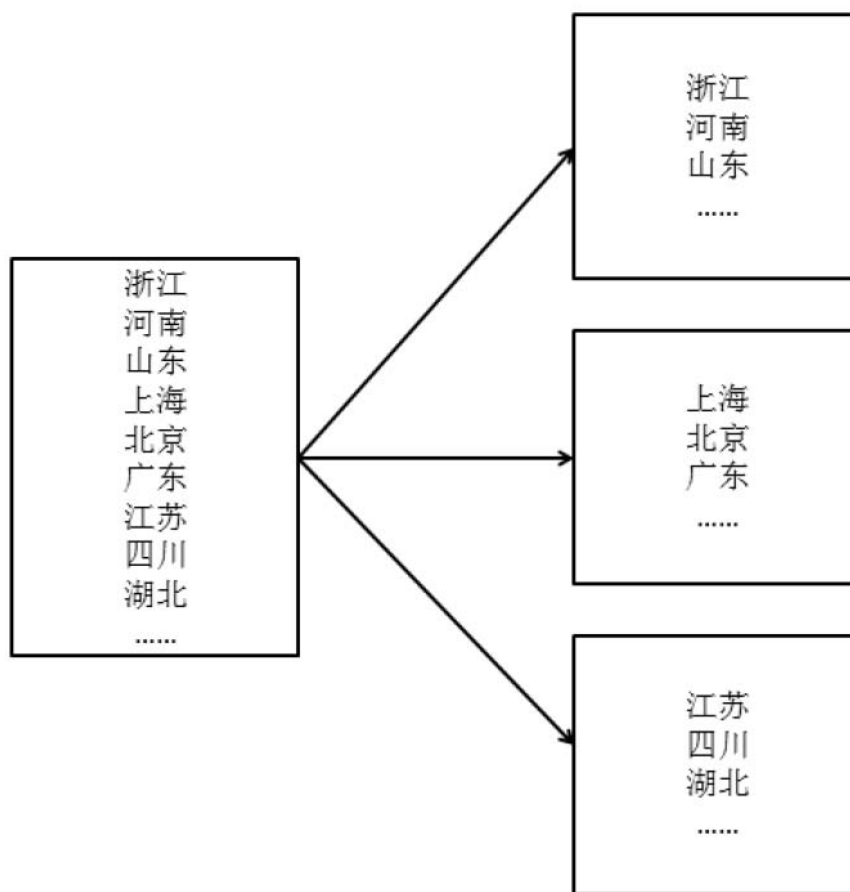 浙江
河南
山东
上海
北京
广东
江苏
四川
湖北
……
浙江
河南
山东
……
上海
北京
广东
……
江苏
四川
湖北
……